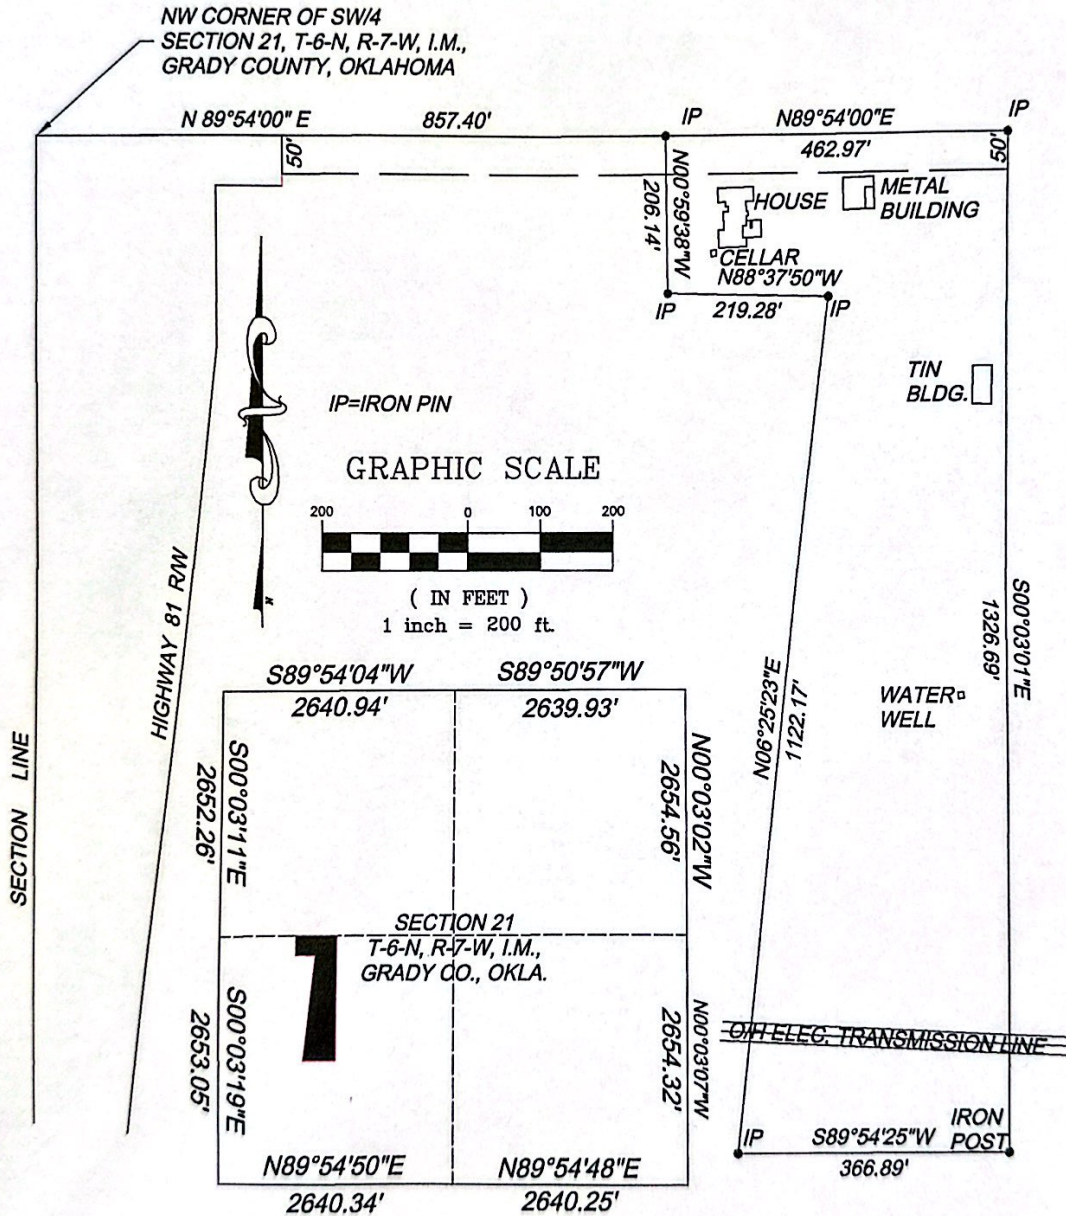 NW CORNER OF SW/4
SECTION 21, T-6-N, R-7-W, I.M.,
GRADY COUNTY, OKLAHOMA
N 89°54'00" E
857.40'
IP
N89°54'00"E
IP
462.97'
50'
50'
N00°59'38"W
206.14'
HOUSE
METAL
BUILDING
CELLAR
N88°37'50"W
IP
219.28'
IP
TIN
BLDG.
IP=IRON PIN
GRAPHIC SCALE
200
0
100
200
( IN FEET )
1 inch = 200 ft.
N
HIGHWAY 81 R/W
SECTION LINE
S00°03'01"E
1326.69'
WATER
WELL
N06°25'23"E
1122.17'
S89°54'04"W
2640.94'
S89°50'57"W
2639.93'
S00°03'11"E
2652.26'
N00°03'02"W
2654.56'
SECTION 21
T-6-N, R-7-W, I.M.,
GRADY CO., OKLA.
S00°03'19"E
2653.05'
N00°03'07"W
2654.32'
N89°54'50"E
2640.34'
N89°54'48"E
2640.25'
O/H ELEC. TRANSMISSION LINE
IP
S89°54'25"W
366.89'
IRON
POST